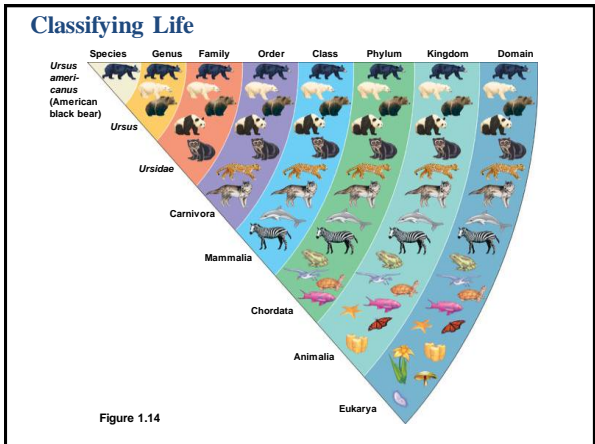 Classifying Life
Species Genus Family Order Class Phylum Kingdom Domain
Ursus
ameri-
canus
(American
black bear)
Ursus
Ursidae
Carnivora
Mammalia
Chordata
Animalia
Eukarya
Figure 1.14